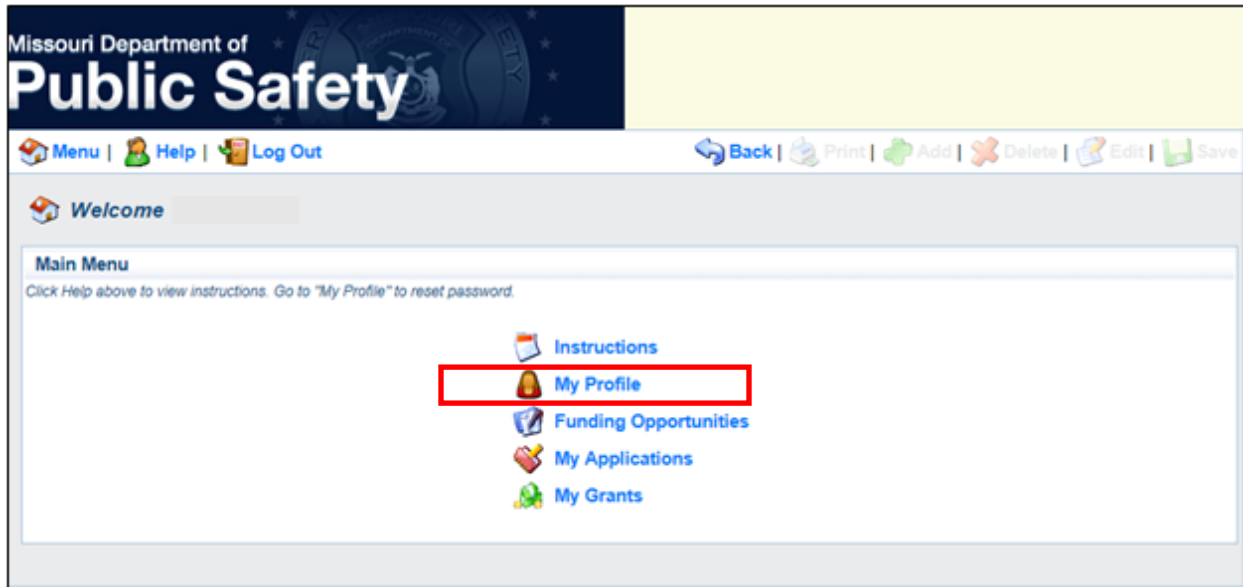 Missouri Department of
Public Safety
Menu | Help | Log Out
Back | Print | Add | Delete | Edit | Save
Welcome
Main Menu
Click Help above to view instructions. Go to "My Profile" to reset password.
Instructions
My Profile
Funding Opportunities
My Applications
My Grants